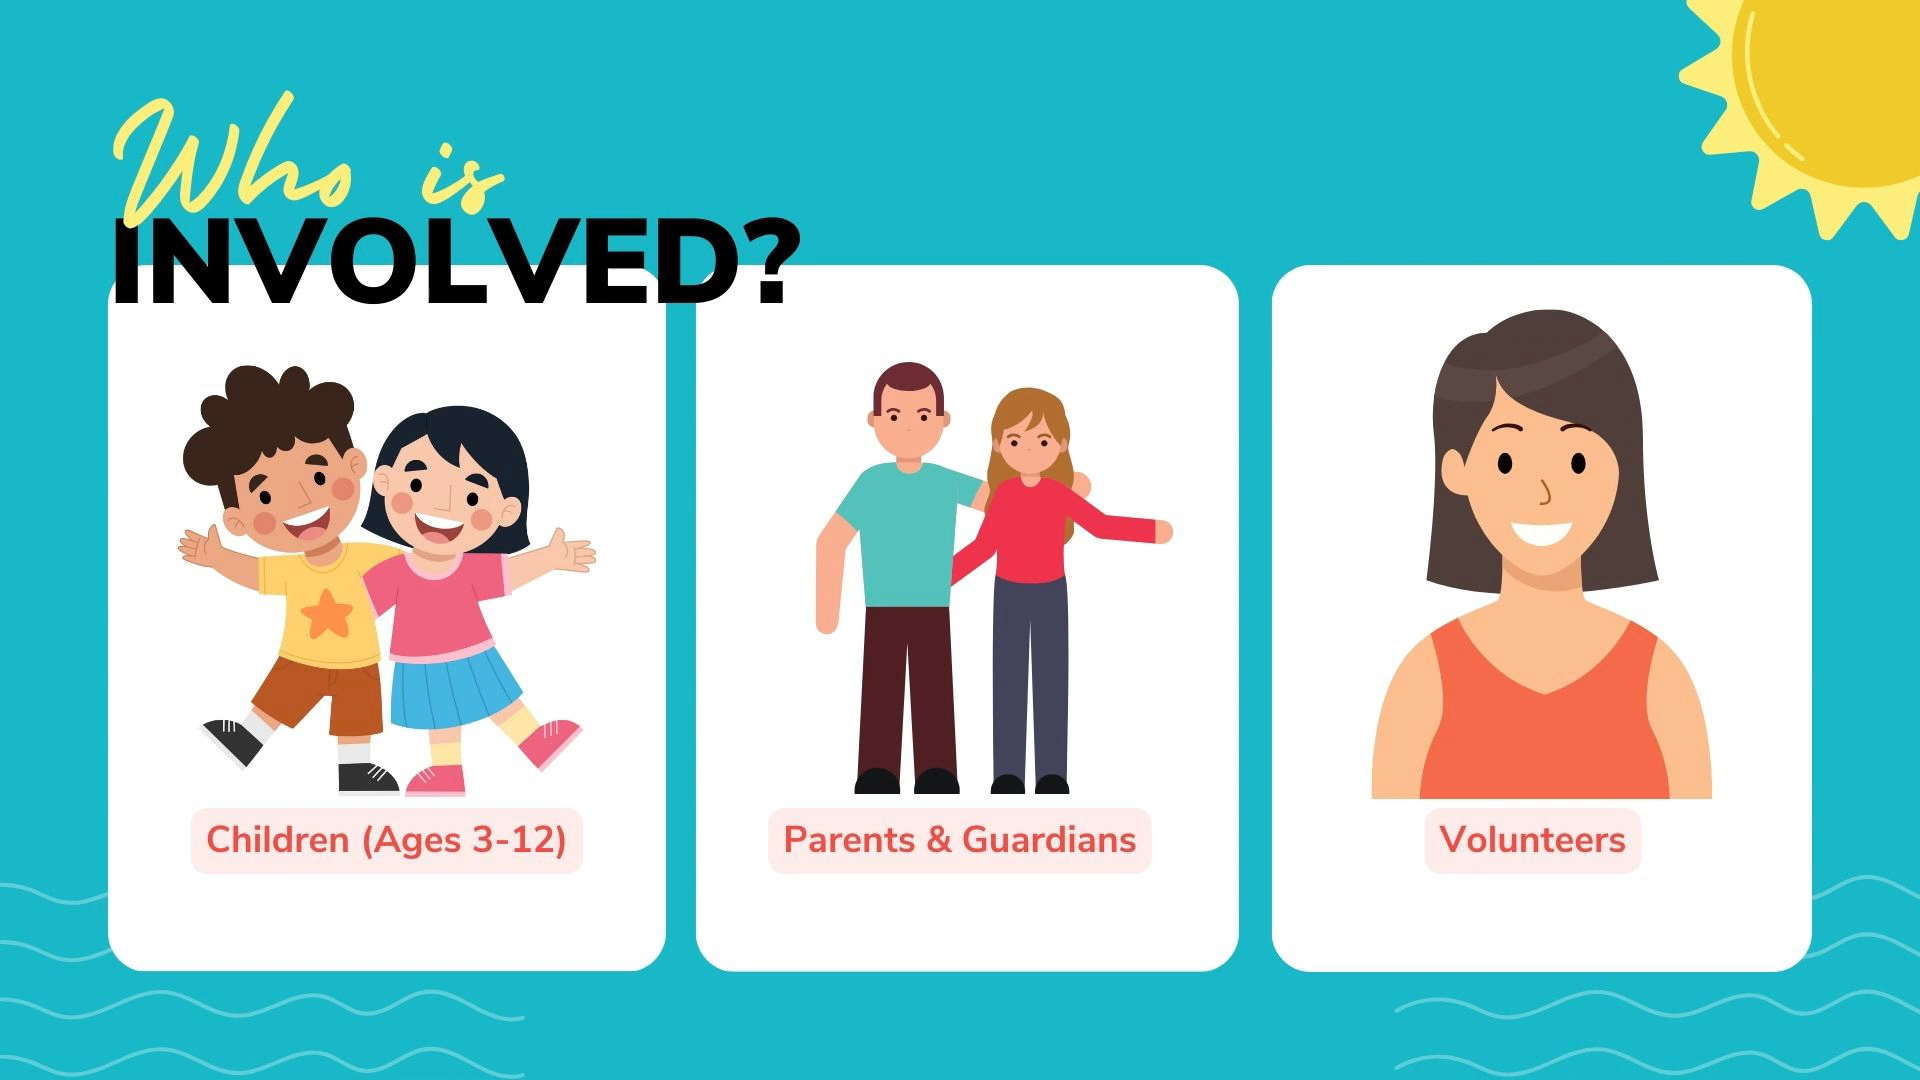 Who is
INVOLVED?
Children (Ages 3-12)
Parents & Guardians
Volunteers